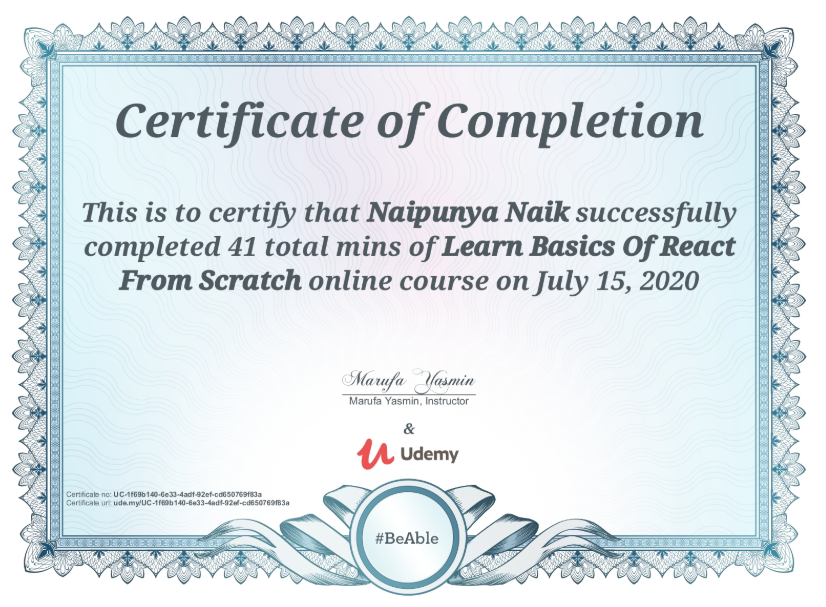 Certificate of Completion
This is to certify that Naipunya Naik successfully
completed 41 total mins of Learn Basics Of React
From Scratch online course on July 15, 2020
Marufa Yasmin
Marufa Yasmin, Instructor
&
Udemy
Certificate no: UC-1f69b140-6e33-4adf-92ef-cd650769f83a
Certificate url: ude.my/UC-1f69b140-6e33-4adf-92ef-cd650769f83a
#BeAble